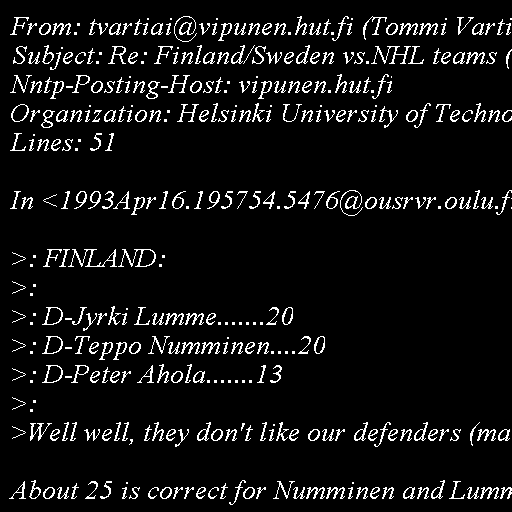 From: tvartiai@vipunen.hut.fi (Tommi Varti
Subject: Re: Finland/Sweden vs.NHL teams (
Nntp-Posting-Host: vipunen.hut.fi
Organization: Helsinki University of Techno
Lines: 51
In <1993Apr16.195754.5476@ousrvr.oulu.f
>: FINLAND:
>:
>: D-Jyrki Lumme.......20
>: D-Teppo Numminen....20
>: D-Peter Ahola.......13
>:
>Well well, they don't like our defenders (ma
About 25 is correct for Numminen and Lumm